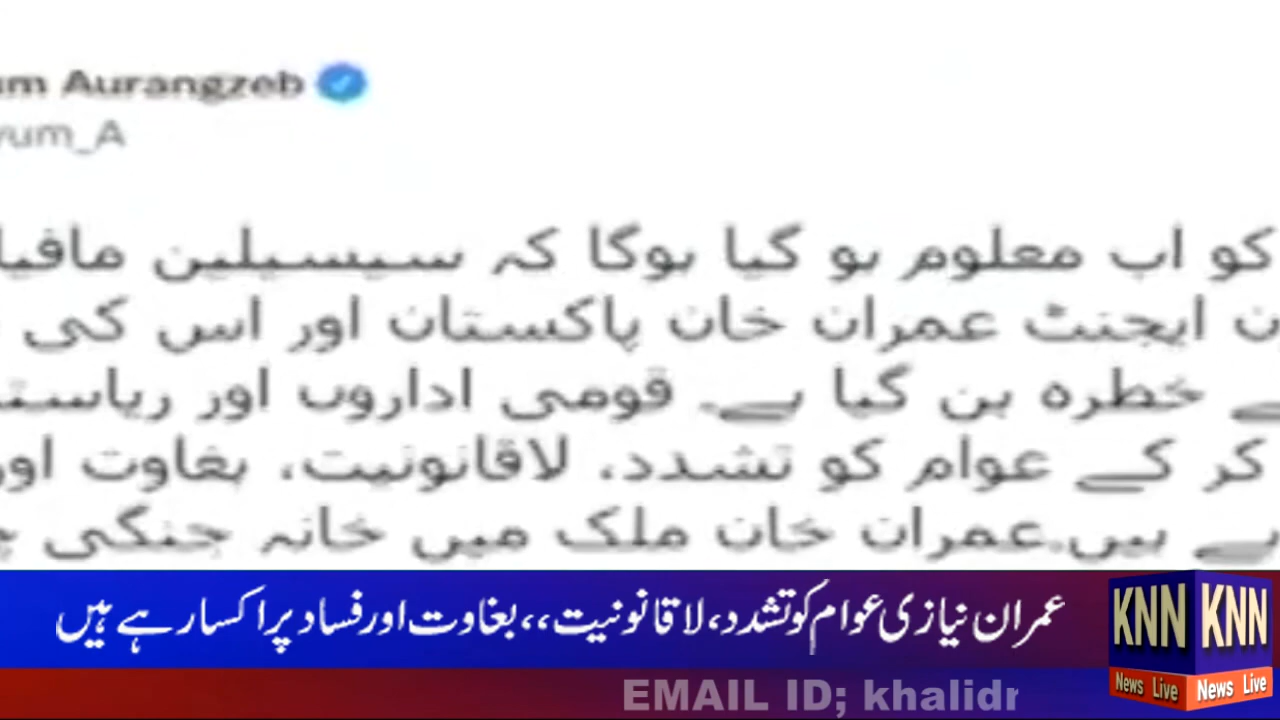 Aurangzeb
yum_A
کو اب معلوم ہو گیا ہوگا کہ سیسیلین مافیا
ایجنٹ عمران خان پاکستان اور اس کی
خطرہ بن گیا ہے۔ قومی اداروں اور ریاست
کر کے عوام کو تشدد، لاقانونیت، بغاوت اور
ہیں۔عمران خان ملک میں خانہ جنگی
عمران نیازی عوام کو تشدد، لاقانونیت،، بغاوت اور فساد پر اکسا رہے ہیں
KNN KNN
News Live News Live
EMAIL ID; khalidr